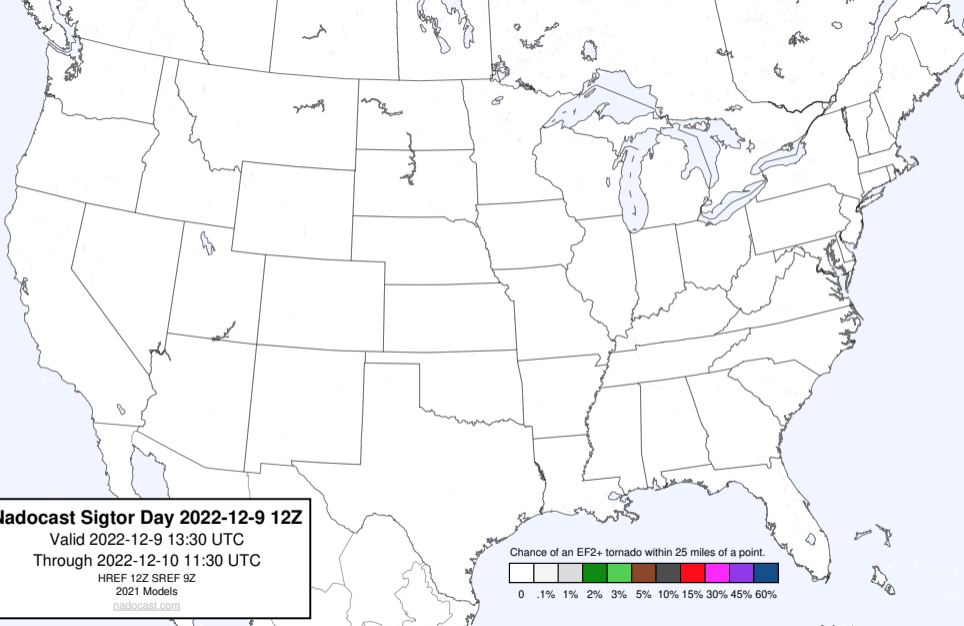 Nadocast Sigtor Day 2022-12-9 12Z
Valid 2022-12-9 13:30 UTC
Through 2022-12-10 11:30 UTC
HREF 12Z SREF 9Z
2021 Models
nadocast.com
Chance of an EF2+ tornado within 25 miles of a point.
0 .1% 1% 2% 3% 5% 10% 15% 30% 45% 60%